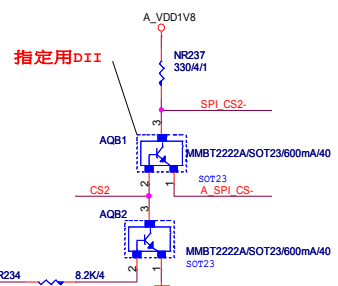 A_VDD1V8
指定用DII
NR237
330/4/1
SPI_CS2-
3
AQB1
MMBT2222A/SOT23/600mA/40
SOT23
2
1
CS2
A_SPI_CS-
3
AQB2
MMBT2222A/SOT23/600mA/40
SOT23
2
1
R234
8.2K/4